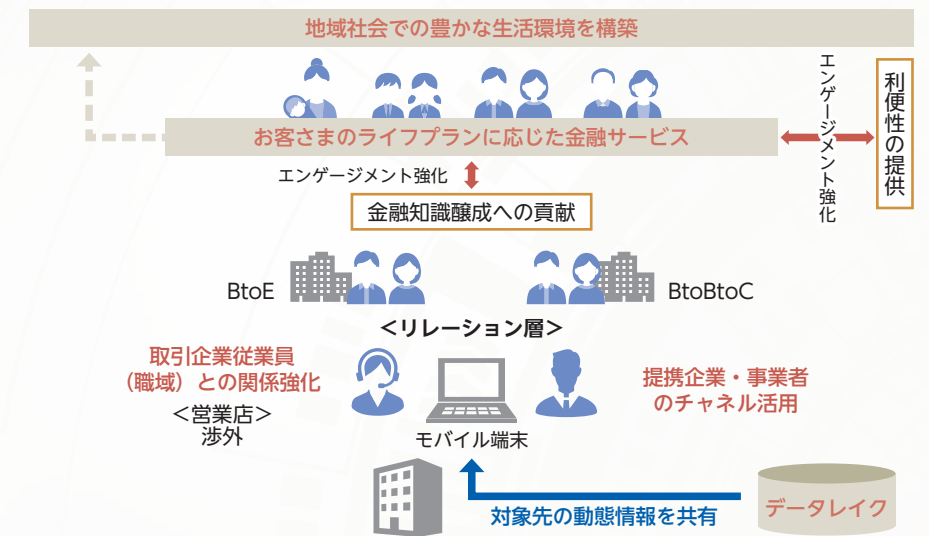 地域社会での豊かな生活環境を構築
お客さまのライフプランに応じた金融サービス
エンゲージメント強化
利便性の提供
エンゲージメント強化
金融知識醸成への貢献
BtoE
BtoBtoC
＜リレーション層＞
取引企業従業員
（職域）との関係強化
＜営業店＞
渉外
モバイル端末
提携企業・事業者
のチャネル活用
対象先の動態情報を共有
データレイク